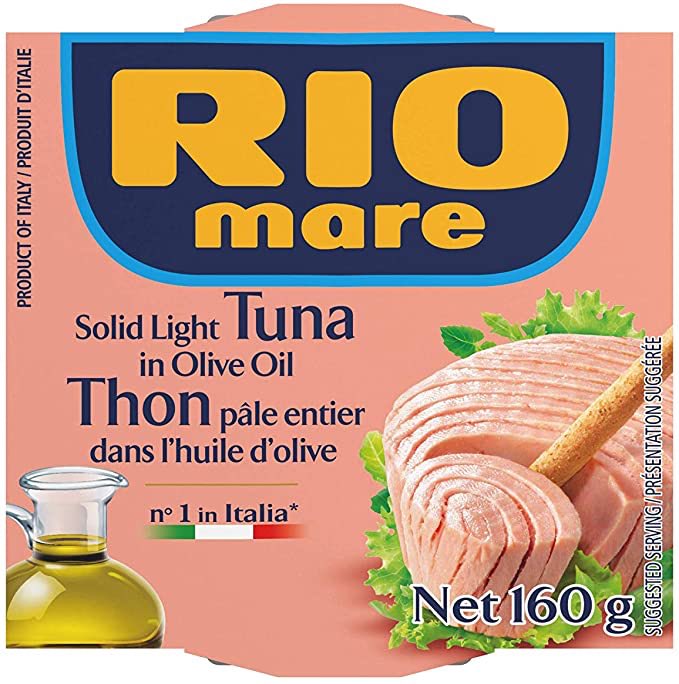 RIO
mare
PRODUCT OF ITALY / PRODUIT D'ITALIE
Solid Light Tuna
in Olive Oil
Thon pâle entier
dans l'huile d'olive
n° 1 in Italia*
Net 160 g
SUGGESTED SERVING / PRÉSENTATION SUGGÉRÉE